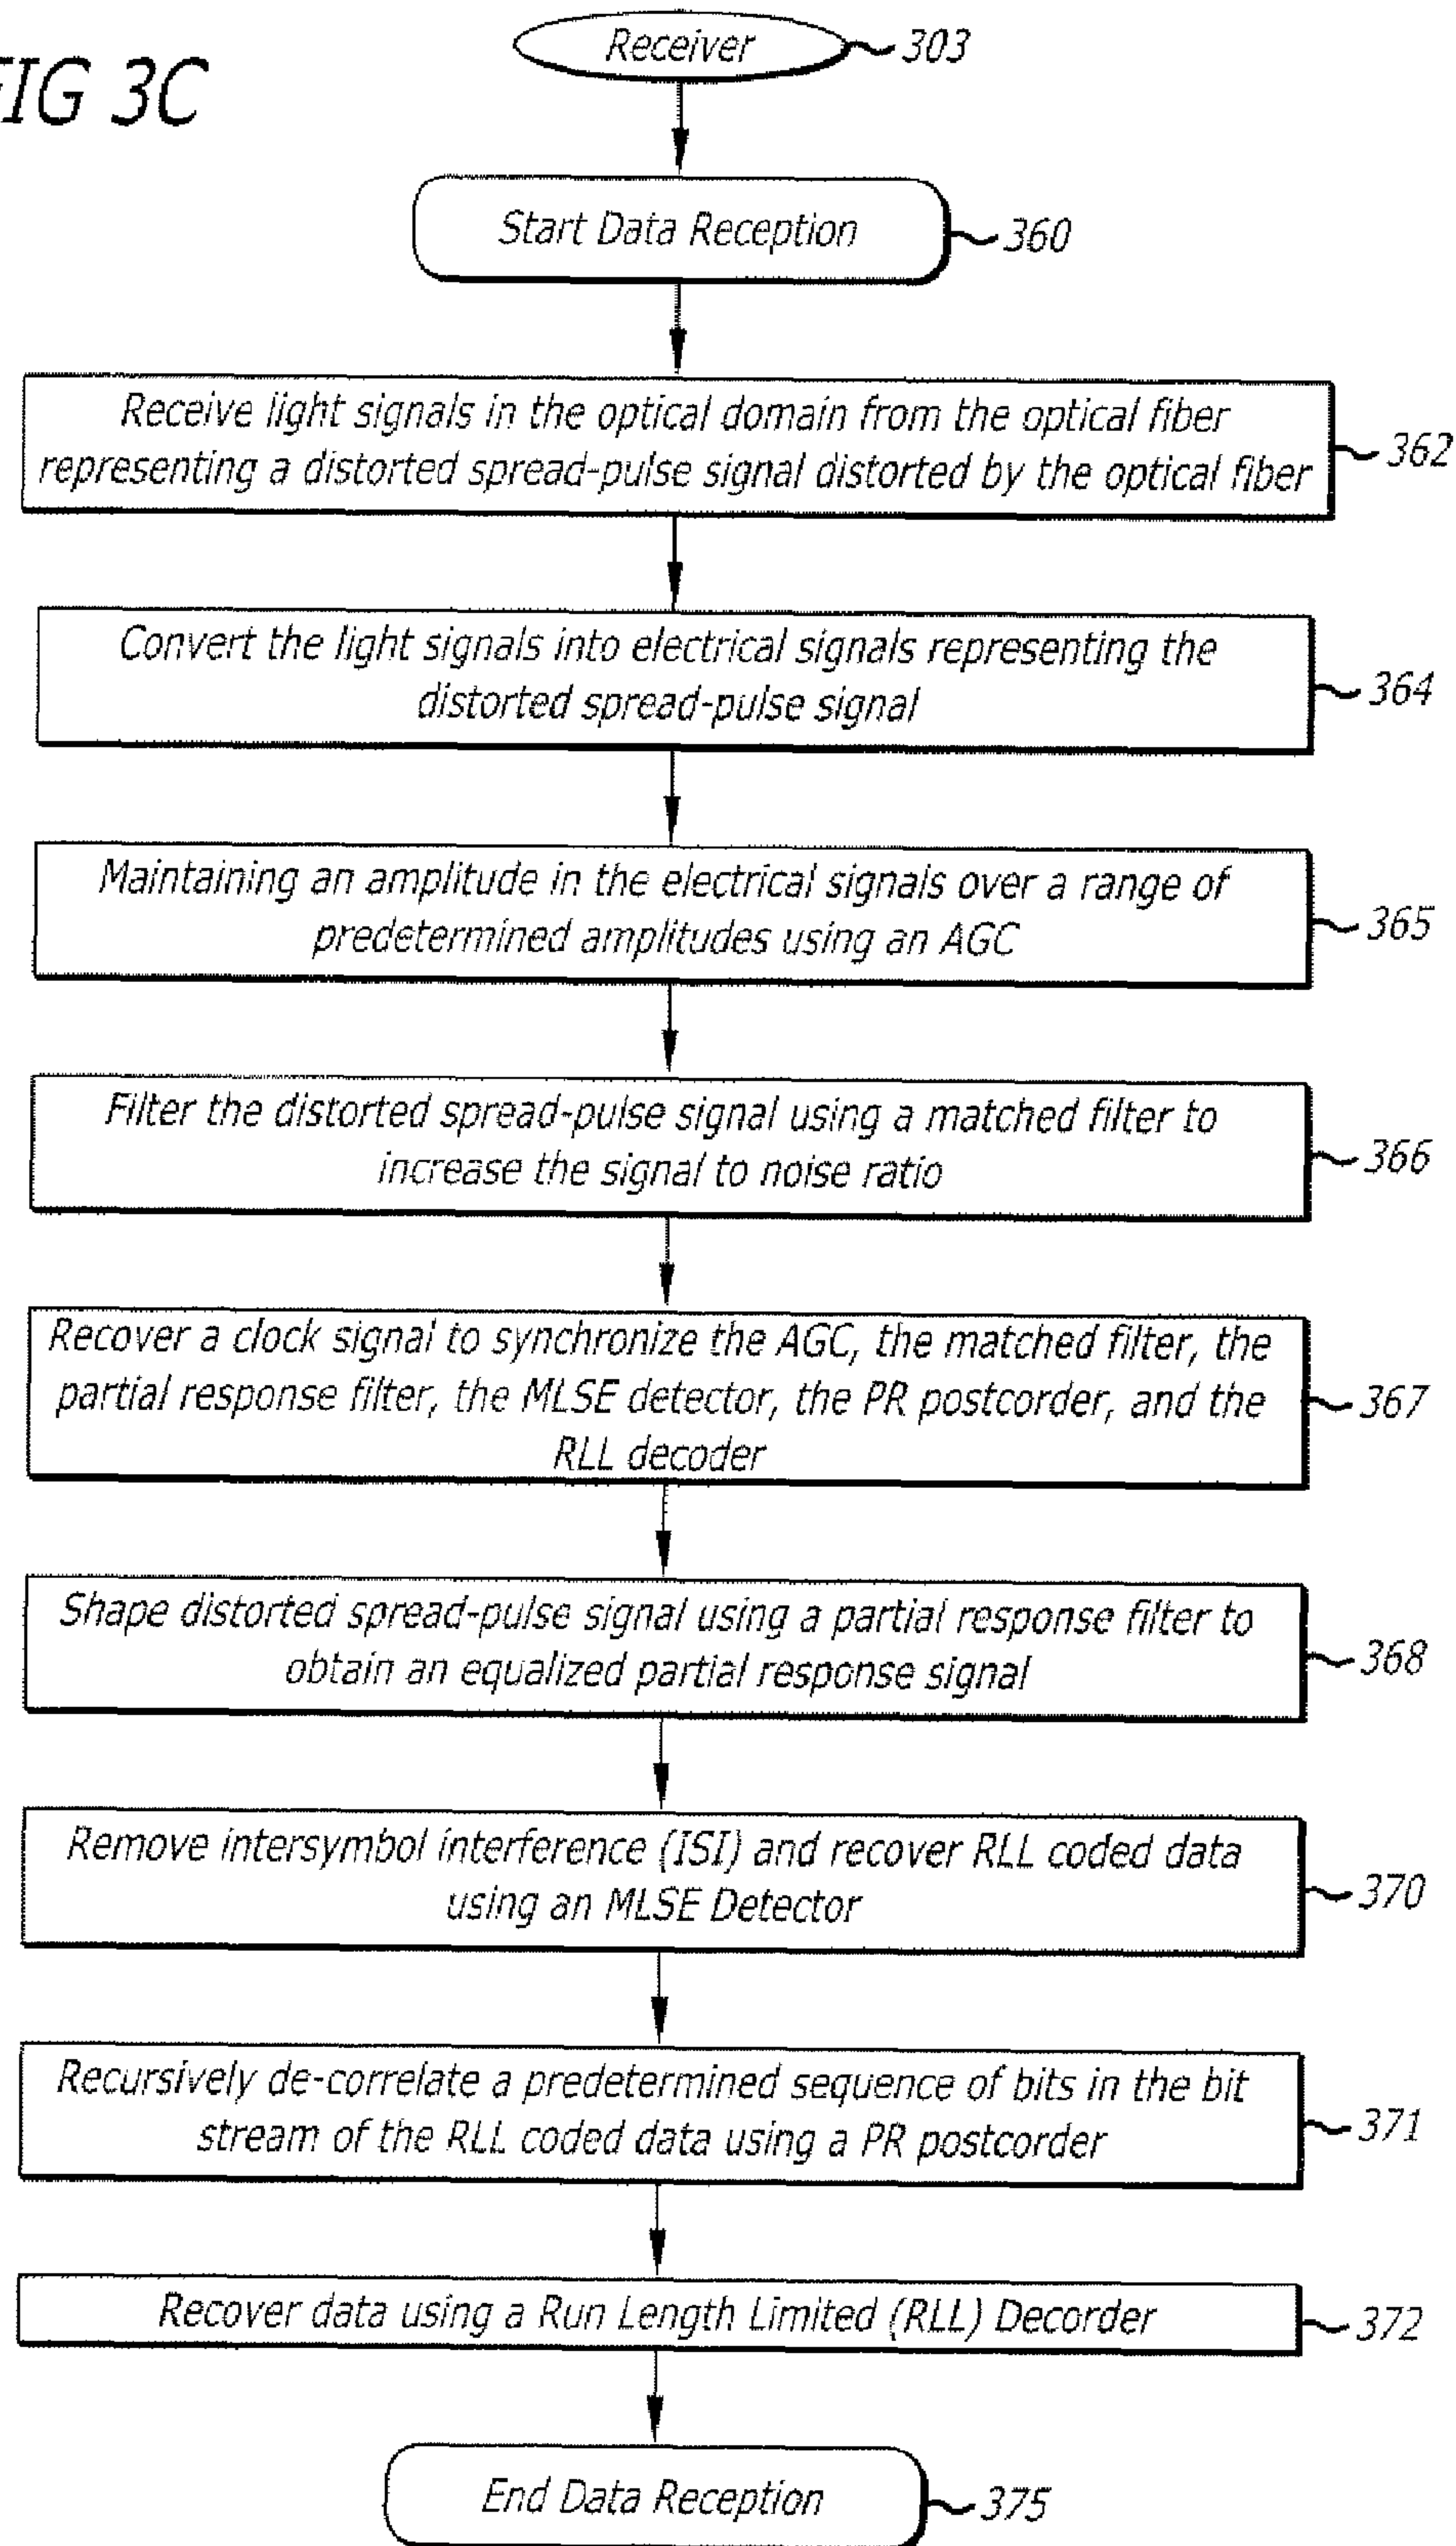 FIG 3C
Receiver
303
Start Data Reception
360
Receive light signals in the optical domain from the optical fiber
representing a distorted spread-pulse signal distorted by the optical fiber
362
Convert the light signals into electrical signals representing the
distorted spread-pulse signal
364
Maintaining an amplitude in the electrical signals over a range of
predetermined amplitudes using an AGC
365
Filter the distorted spread-pulse signal using a matched filter to
increase the signal to noise ratio
366
Recover a clock signal to synchronize the AGC, the matched filter, the
partial response filter, the MLSE detector, the PR postcorder, and the
RLL decoder
367
Shape distorted spread-pulse signal using a partial response filter to
obtain an equalized partial response signal
368
Remove intersymbol interference (ISI) and recover RLL coded data
using an MLSE Detector
370
Recursively de-correlate a predetermined sequence of bits in the bit
stream of the RLL coded data using a PR postcorder
371
Recover data using a Run Length Limited (RLL) Decorder
372
End Data Reception
375